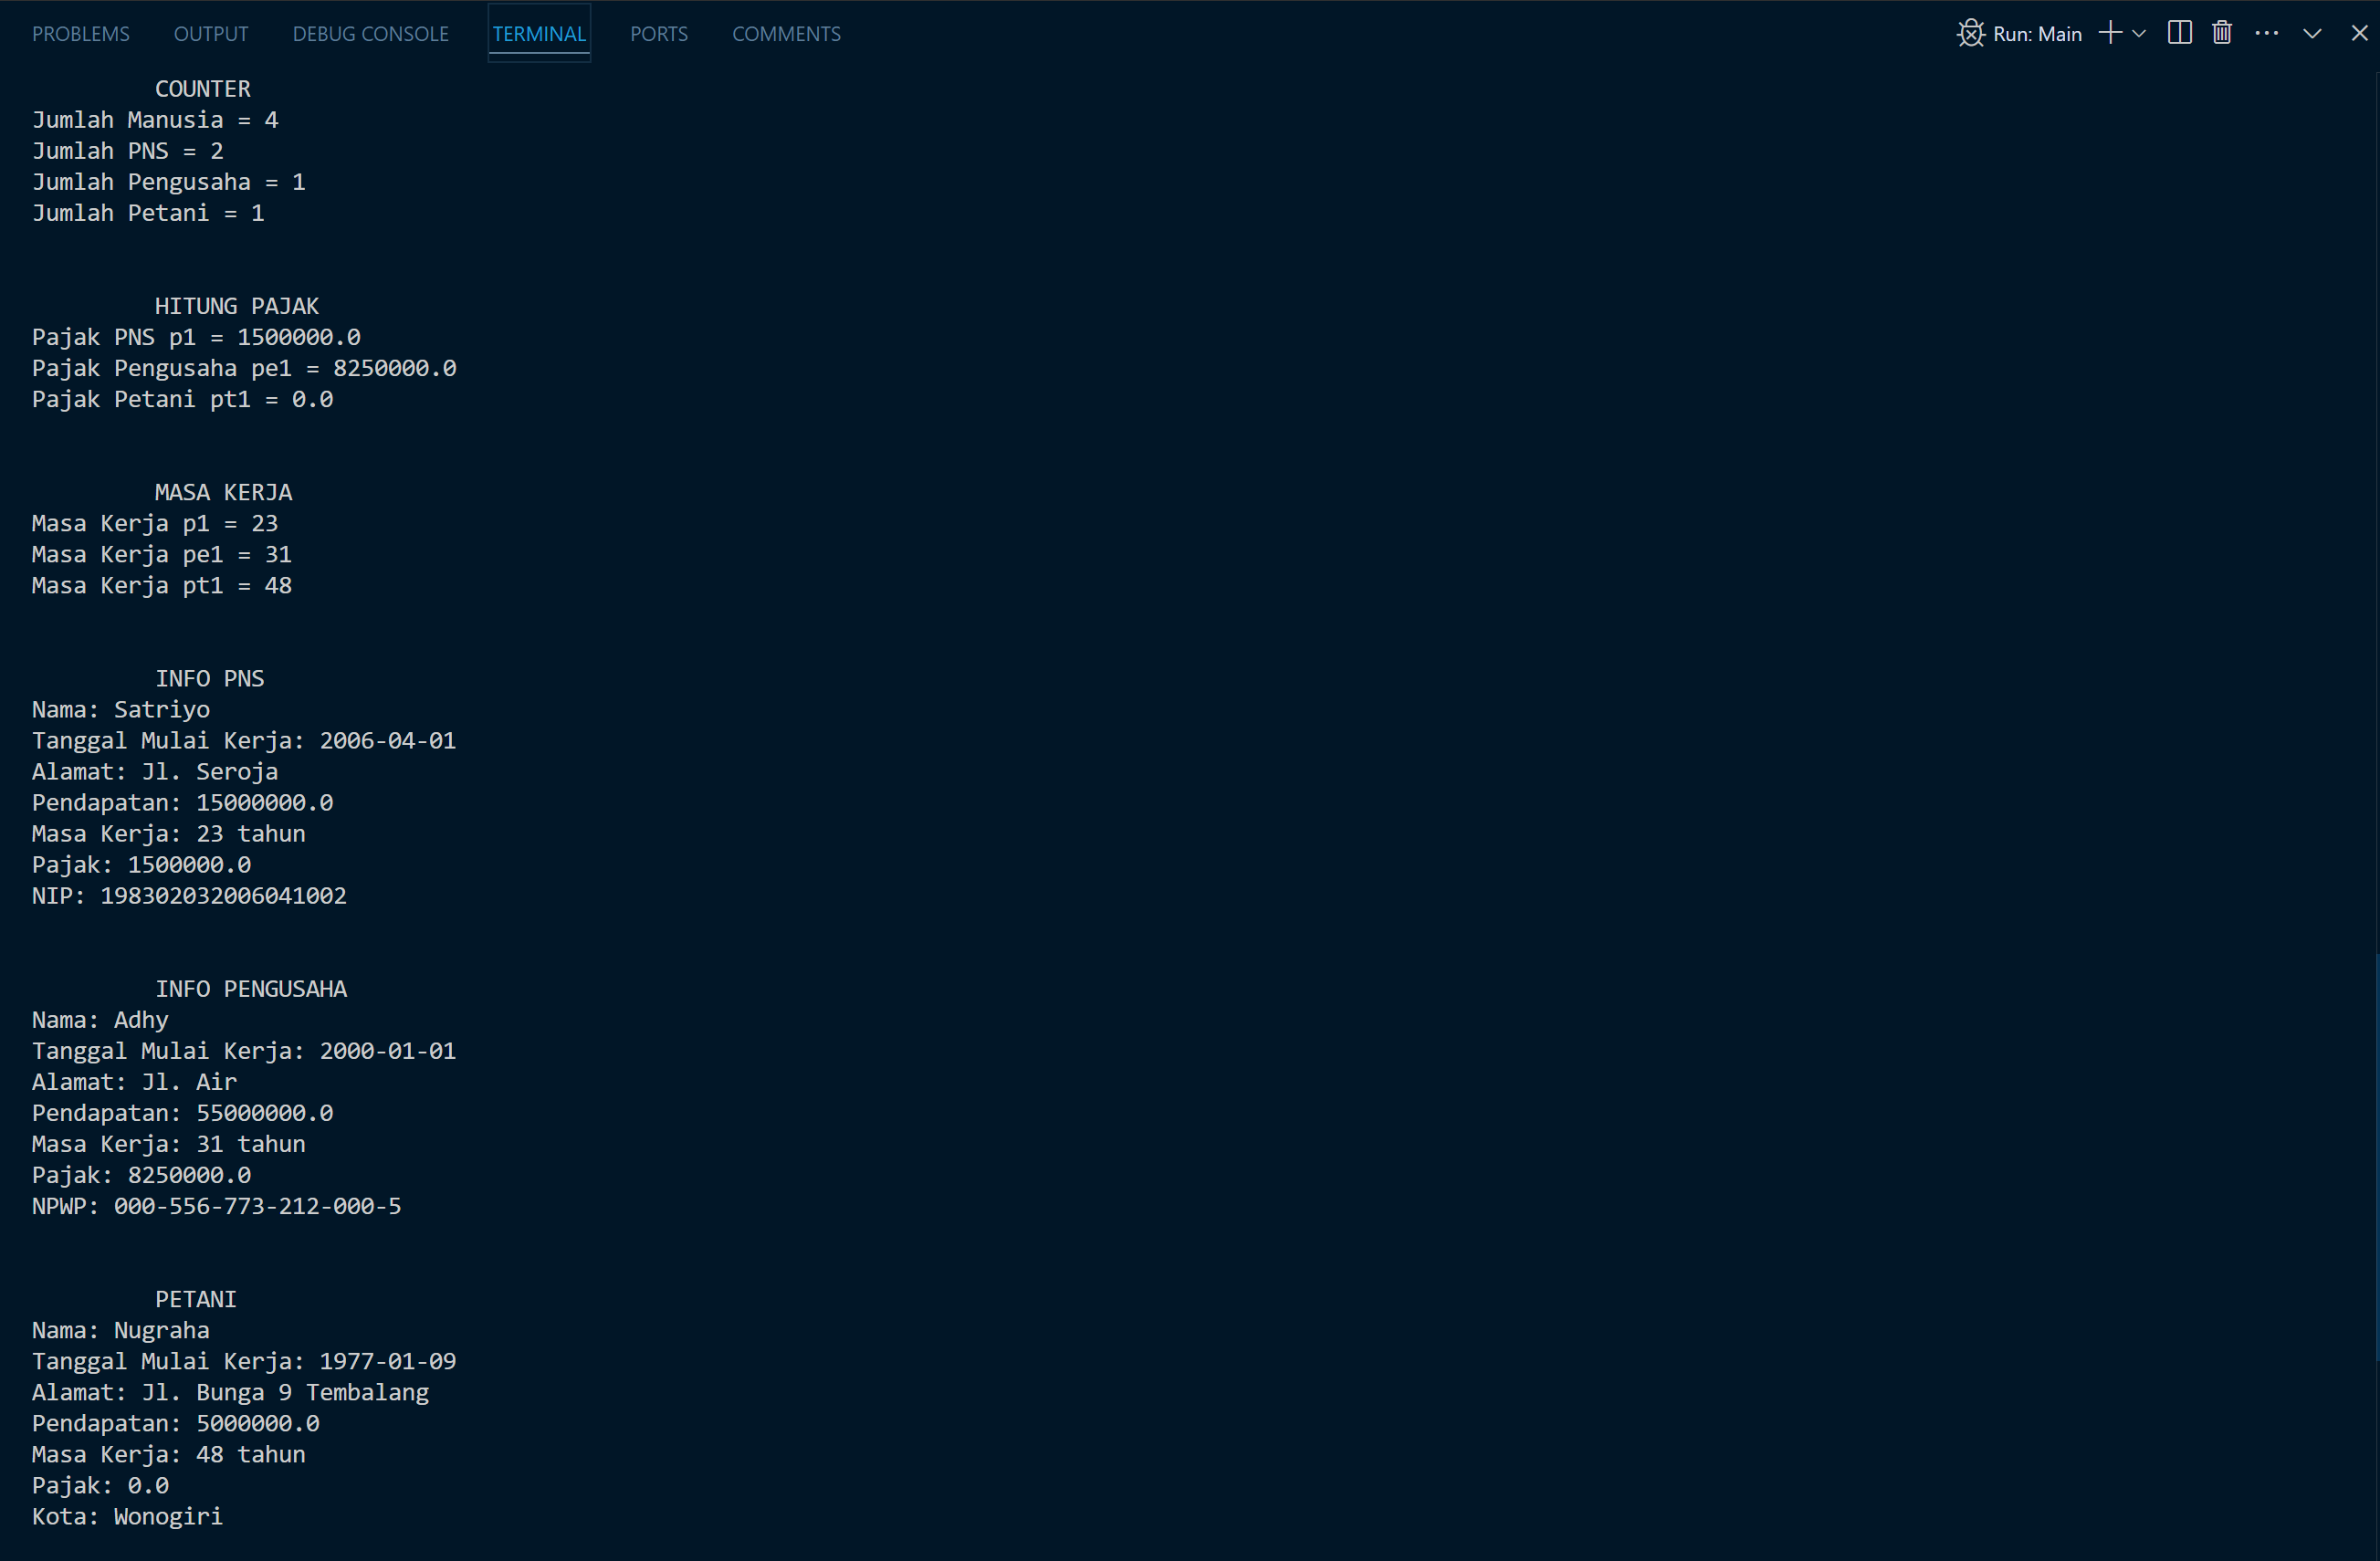 PROBLEMS OUTPUT DEBUG CONSOLE TERMINAL PORTS COMMENTS Run: Main
COUNTER
Jumlah Manusia = 4
Jumlah PNS = 2
Jumlah Pengusaha = 1
Jumlah Petani = 1
HITUNG PAJAK
Pajak PNS p1 = 1500000.0
Pajak Pengusaha pe1 = 8250000.0
Pajak Petani pt1 = 0.0
MASA KERJA
Masa Kerja p1 = 23
Masa Kerja pe1 = 31
Masa Kerja pt1 = 48
INFO PNS
Nama: Satriyo
Tanggal Mulai Kerja: 2006-04-01
Alamat: Jl. Seroja
Pendapatan: 15000000.0
Masa Kerja: 23 tahun
Pajak: 1500000.0
NIP: 198302032006041002
INFO PENGUSAHA
Nama: Adhy
Tanggal Mulai Kerja: 2000-01-01
Alamat: Jl. Air
Pendapatan: 55000000.0
Masa Kerja: 31 tahun
Pajak: 8250000.0
NPWP: 000-556-773-212-000-5
PETANI
Nama: Nugraha
Tanggal Mulai Kerja: 1977-01-09
Alamat: Jl. Bunga 9 Tembalang
Pendapatan: 5000000.0
Masa Kerja: 48 tahun
Pajak: 0.0
Kota: Wonogiri